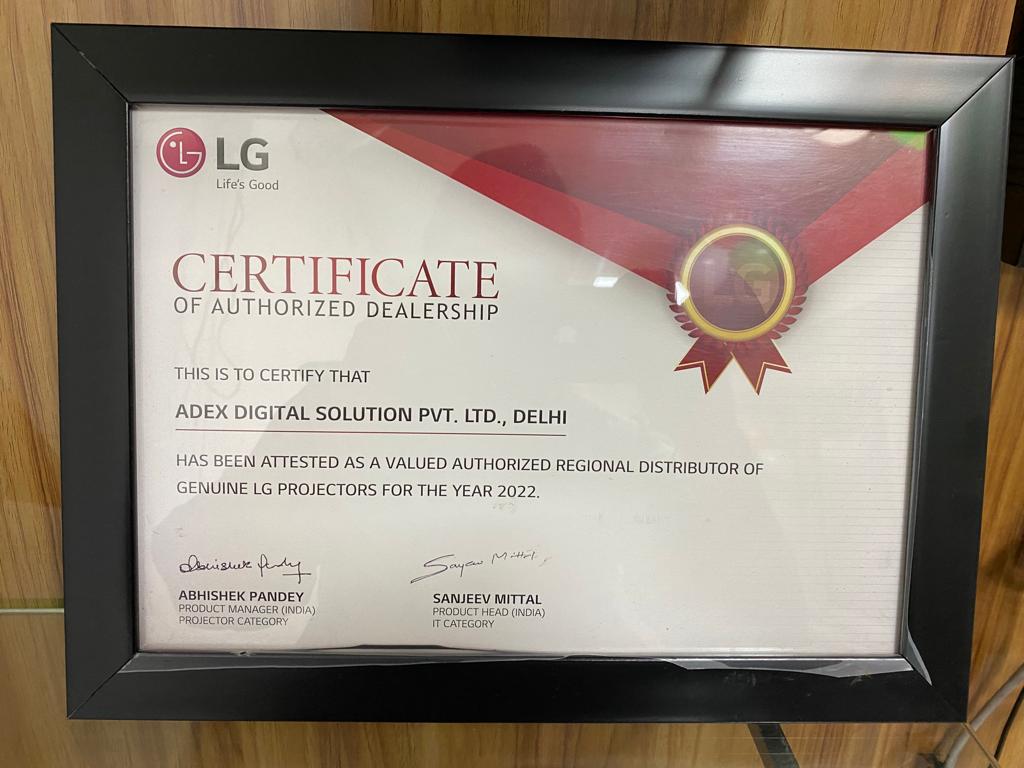 LG
Life's Good
CERTIFICATE
OF AUTHORIZED DEALERSHIP
LG
THIS IS TO CERTIFY THAT
ADEX DIGITAL SOLUTION PVT. LTD., DELHI
HAS BEEN ATTESTED AS A VALUED AUTHORIZED REGIONAL DISTRIBUTOR OF
GENUINE LG PROJECTORS FOR THE YEAR 2022.
ABHISHEK PANDEY
PRODUCT MANAGER (INDIA)
PROJECTOR CATEGORY
SANJEEV MITTAL
PRODUCT HEAD (INDIA)
IT CATEGORY